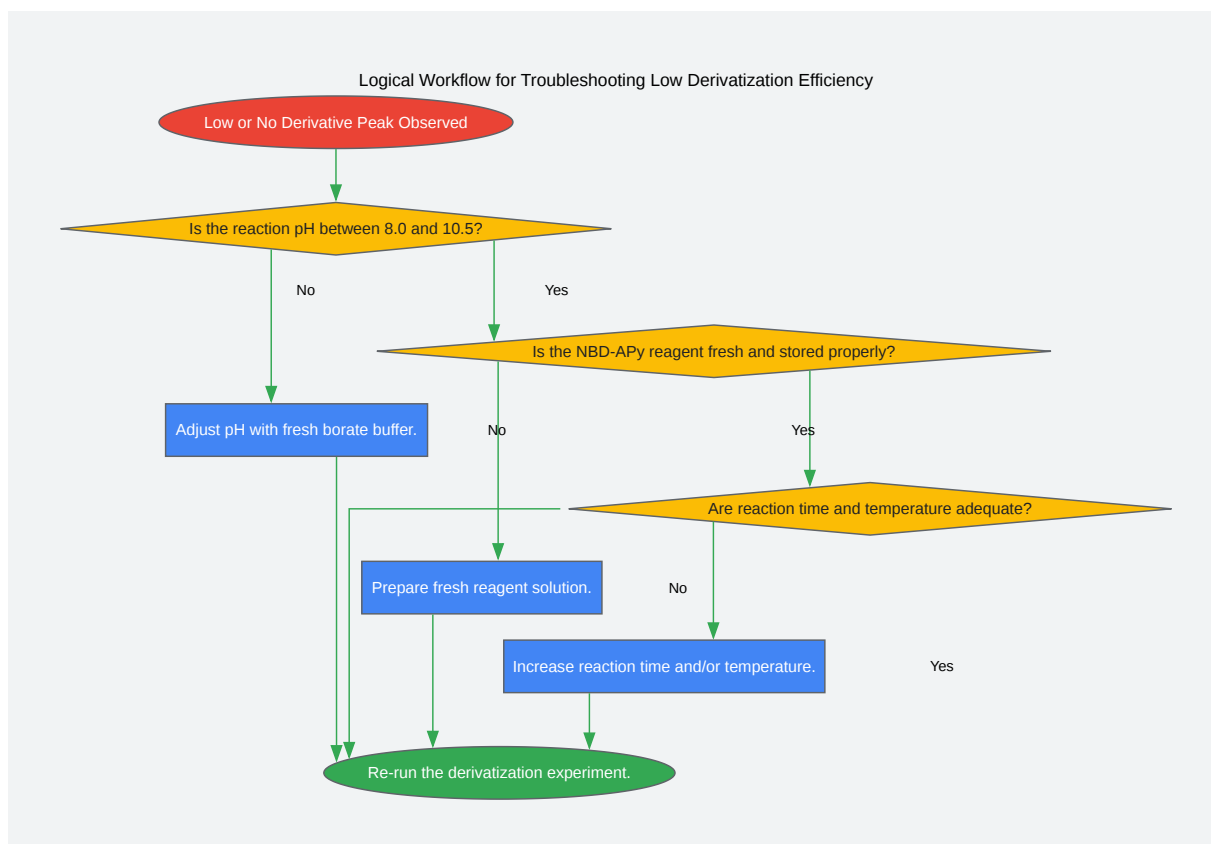 Logical Workflow for Troubleshooting Low Derivatization Efficiency
Low or No Derivative Peak Observed
Is the reaction pH between 8.0 and 10.5?
No
Yes
Is the NBD-APy reagent fresh and stored properly?
Adjust pH with fresh borate buffer.
No
Yes
Are reaction time and temperature adequate?
Prepare fresh reagent solution.
No
Increase reaction time and/or temperature.
Yes
Re-run the derivatization experiment.